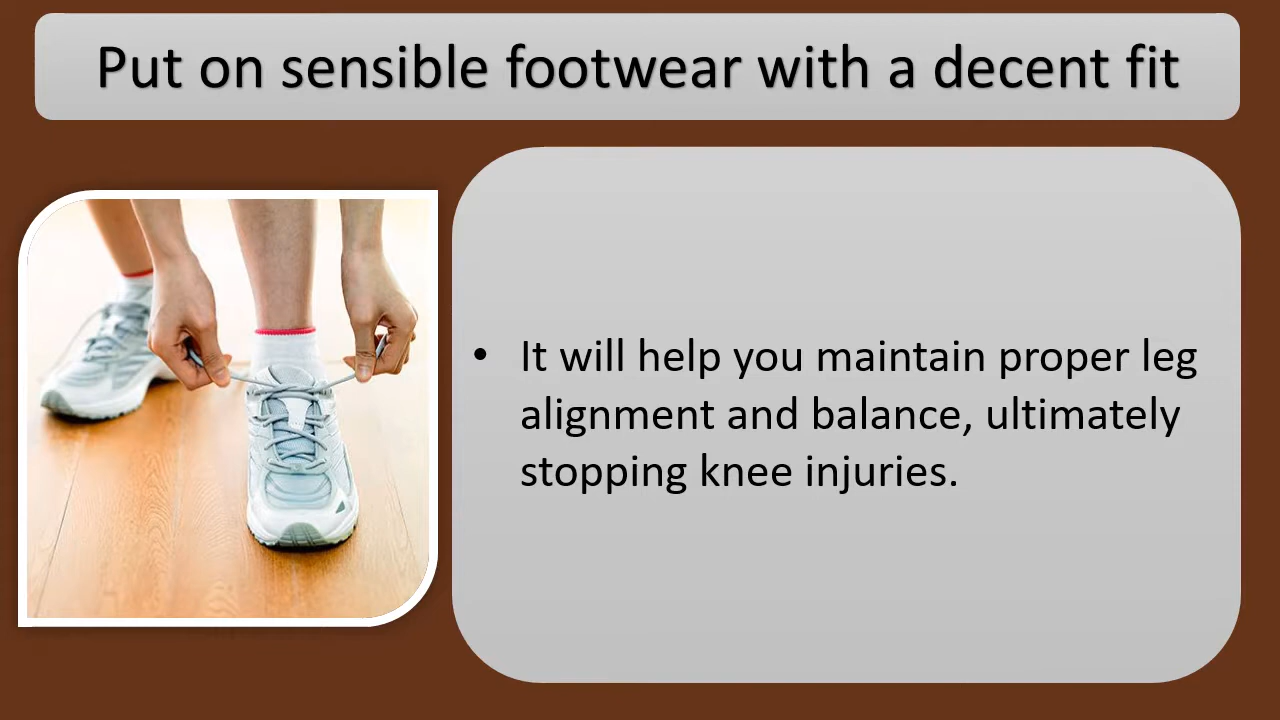 Put on sensible footwear with a decent fit
• It will help you maintain proper leg
alignment and balance, ultimately
stopping knee injuries.